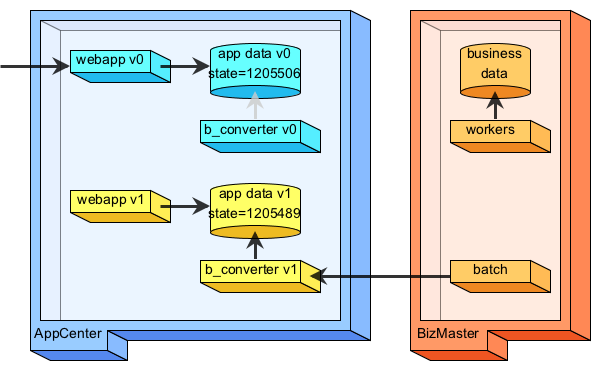 webapp v0
app data v0
state=1205506
b_converter v0
webapp v1
app data v1
state=1205489
b_converter v1
AppCenter
business
data
workers
batch
BizMaster